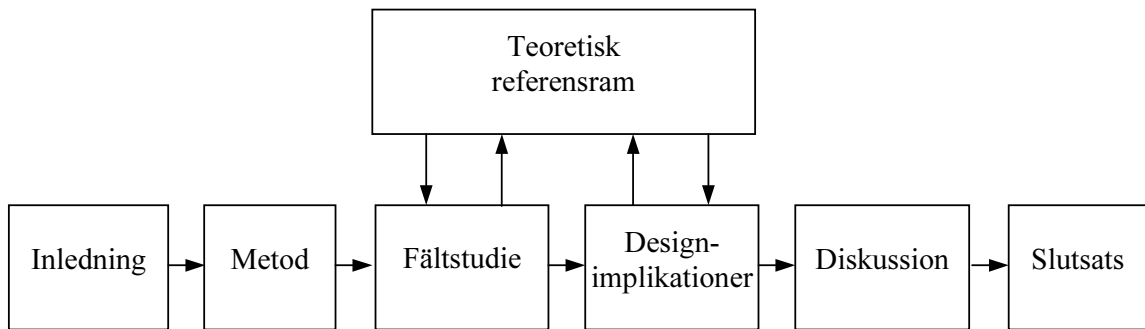 Teoretisk
referensram
Inledning
Metod
Fältstudie
Design-
implikationer
Diskussion
Slutsats